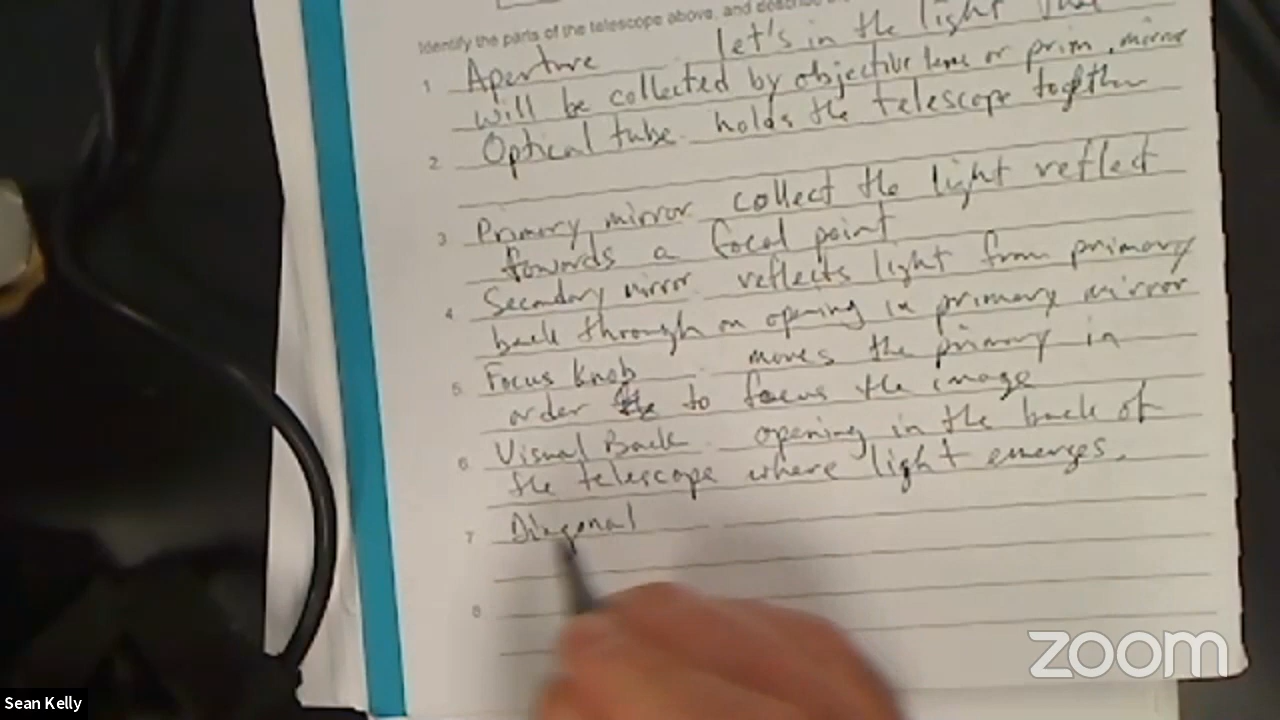 Identify the parts of the telescope above, and describe
1 Aperture let's in the light that
will be collected by objective lens or prim. mirror
2 Optical tube holds the telescope together
3 Primary mirror collect the light reflect
towards a focal point
4 Secondary mirror reflects light from primary
back through an opening in primary mirror
5 Focus Knob moves the primary in
order to focus the image
6 Visual Back opening in the back of
the telescope where light emerges.
7 Diagonal
8
zoom
Sean Kelly